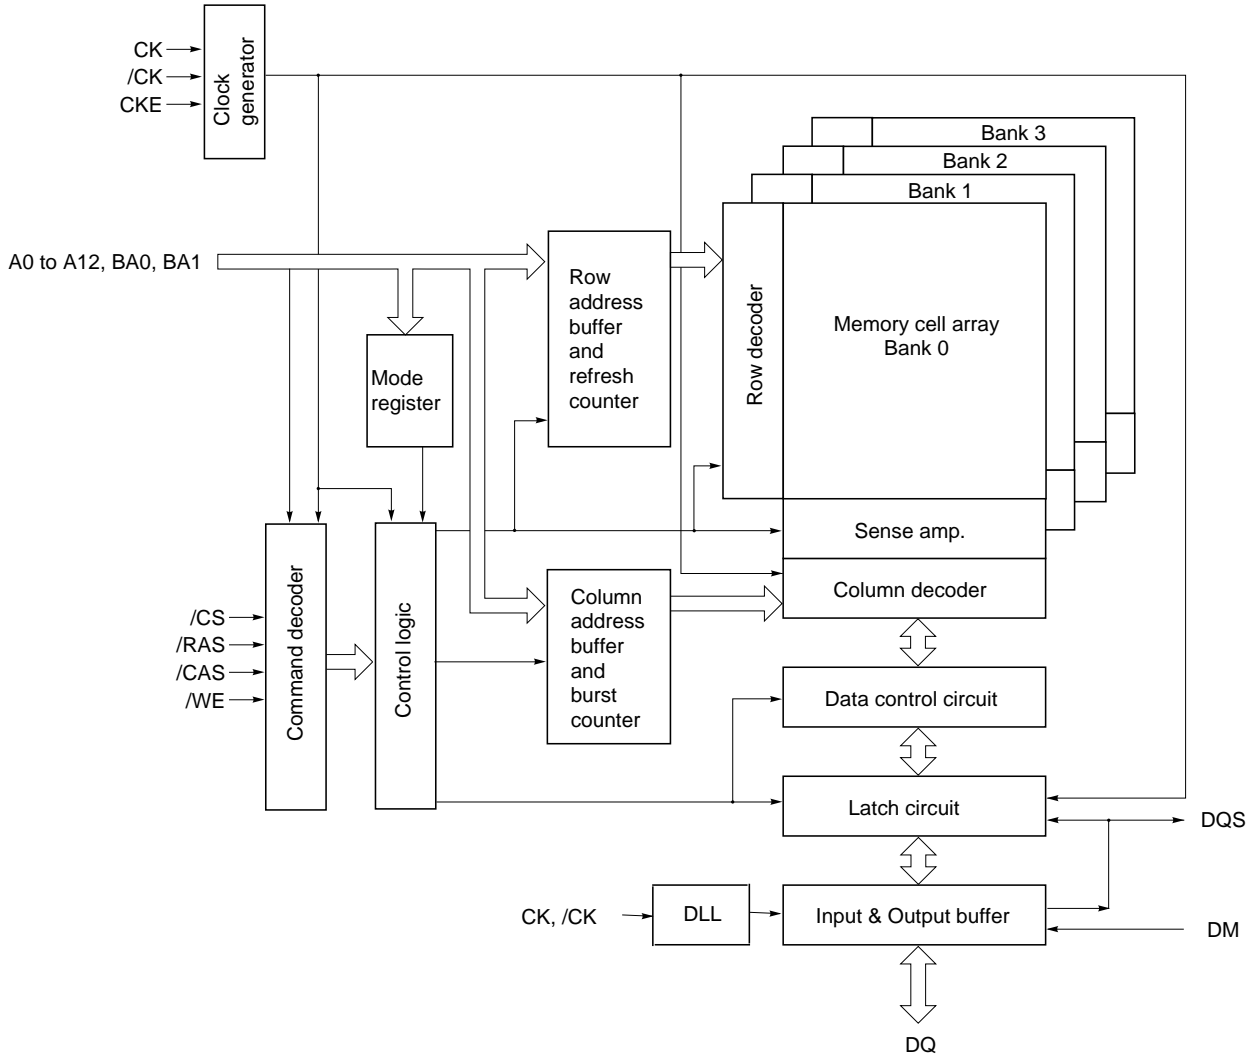 CK
/CK
CKE
Clock
generator
Bank 3
Bank 2
Bank 1
A0 to A12, BA0, BA1
Row
address
buffer
and
refresh
counter
Row decoder
Memory cell array
Bank 0
Mode
register
Sense amp.
Column decoder
/CS
/RAS
/CAS
/WE
Command decoder
Control logic
Column
address
buffer
and
burst
counter
Data control circuit
Latch circuit
DQS
CK, /CK
DLL
Input & Output buffer
DM
DQ